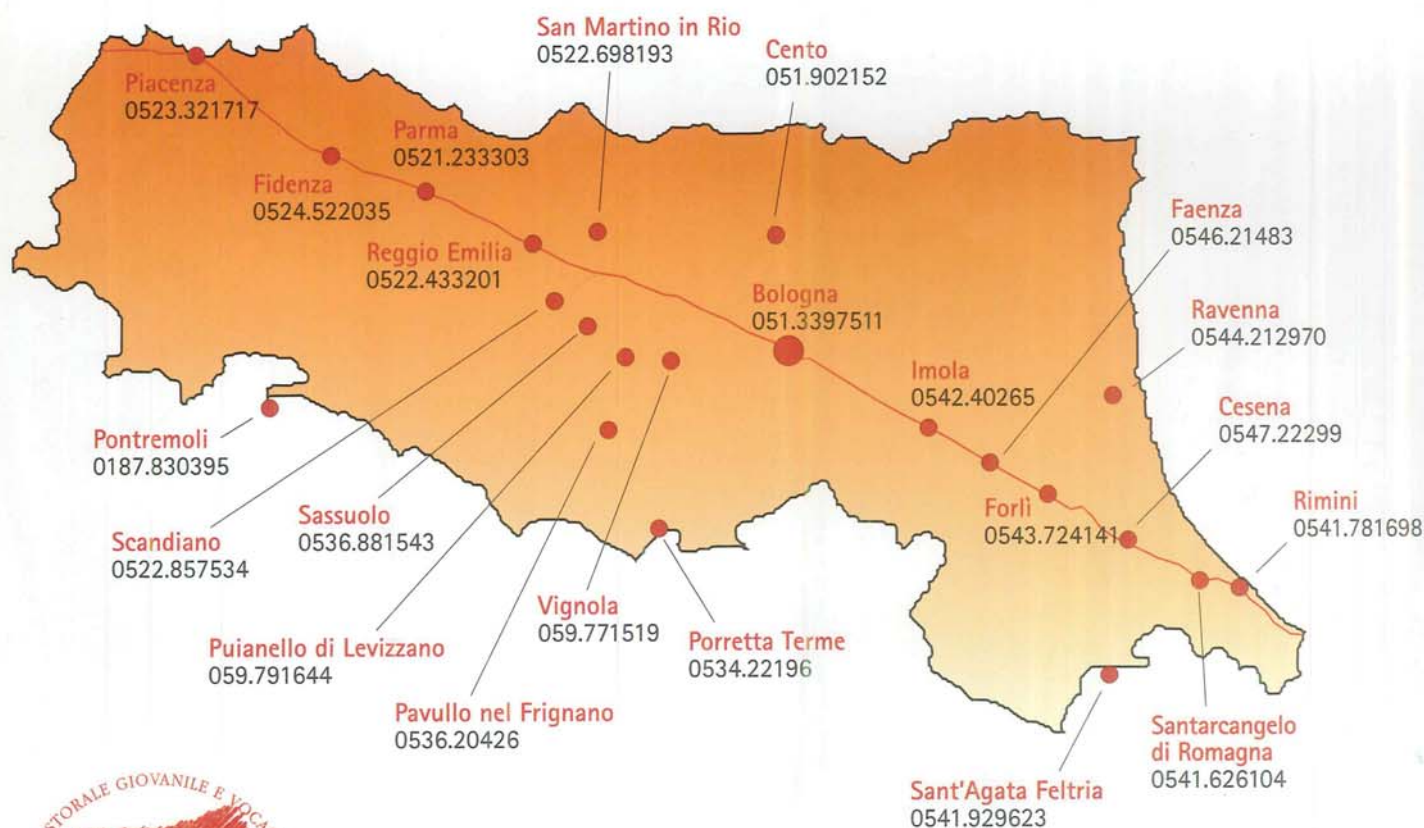 San Martino in Rio
0522.698193
Cento
051.902152
Piacenza
0523.321717
Parma
0521.233303
Fidenza
0524.522035
Faenza
0546.21483
Reggio Emilia
0522.433201
Bologna
051.3397511
Ravenna
0544.212970
Imola
0542.40265
Cesena
0547.22299
Pontremoli
0187.830395
Sassuolo
0536.881543
Forlì
0543.724141
Rimini
0541.781698
Scandiano
0522.857534
Vignola
059.771519
Porretta Terme
0534.22196
Puianello di Levizzano
059.791644
Pavullo nel Frignano
0536.20426
Santarcangelo
di Romagna
0541.626104
Sant'Agata Feltria
0541.929623
GIOVANILE E